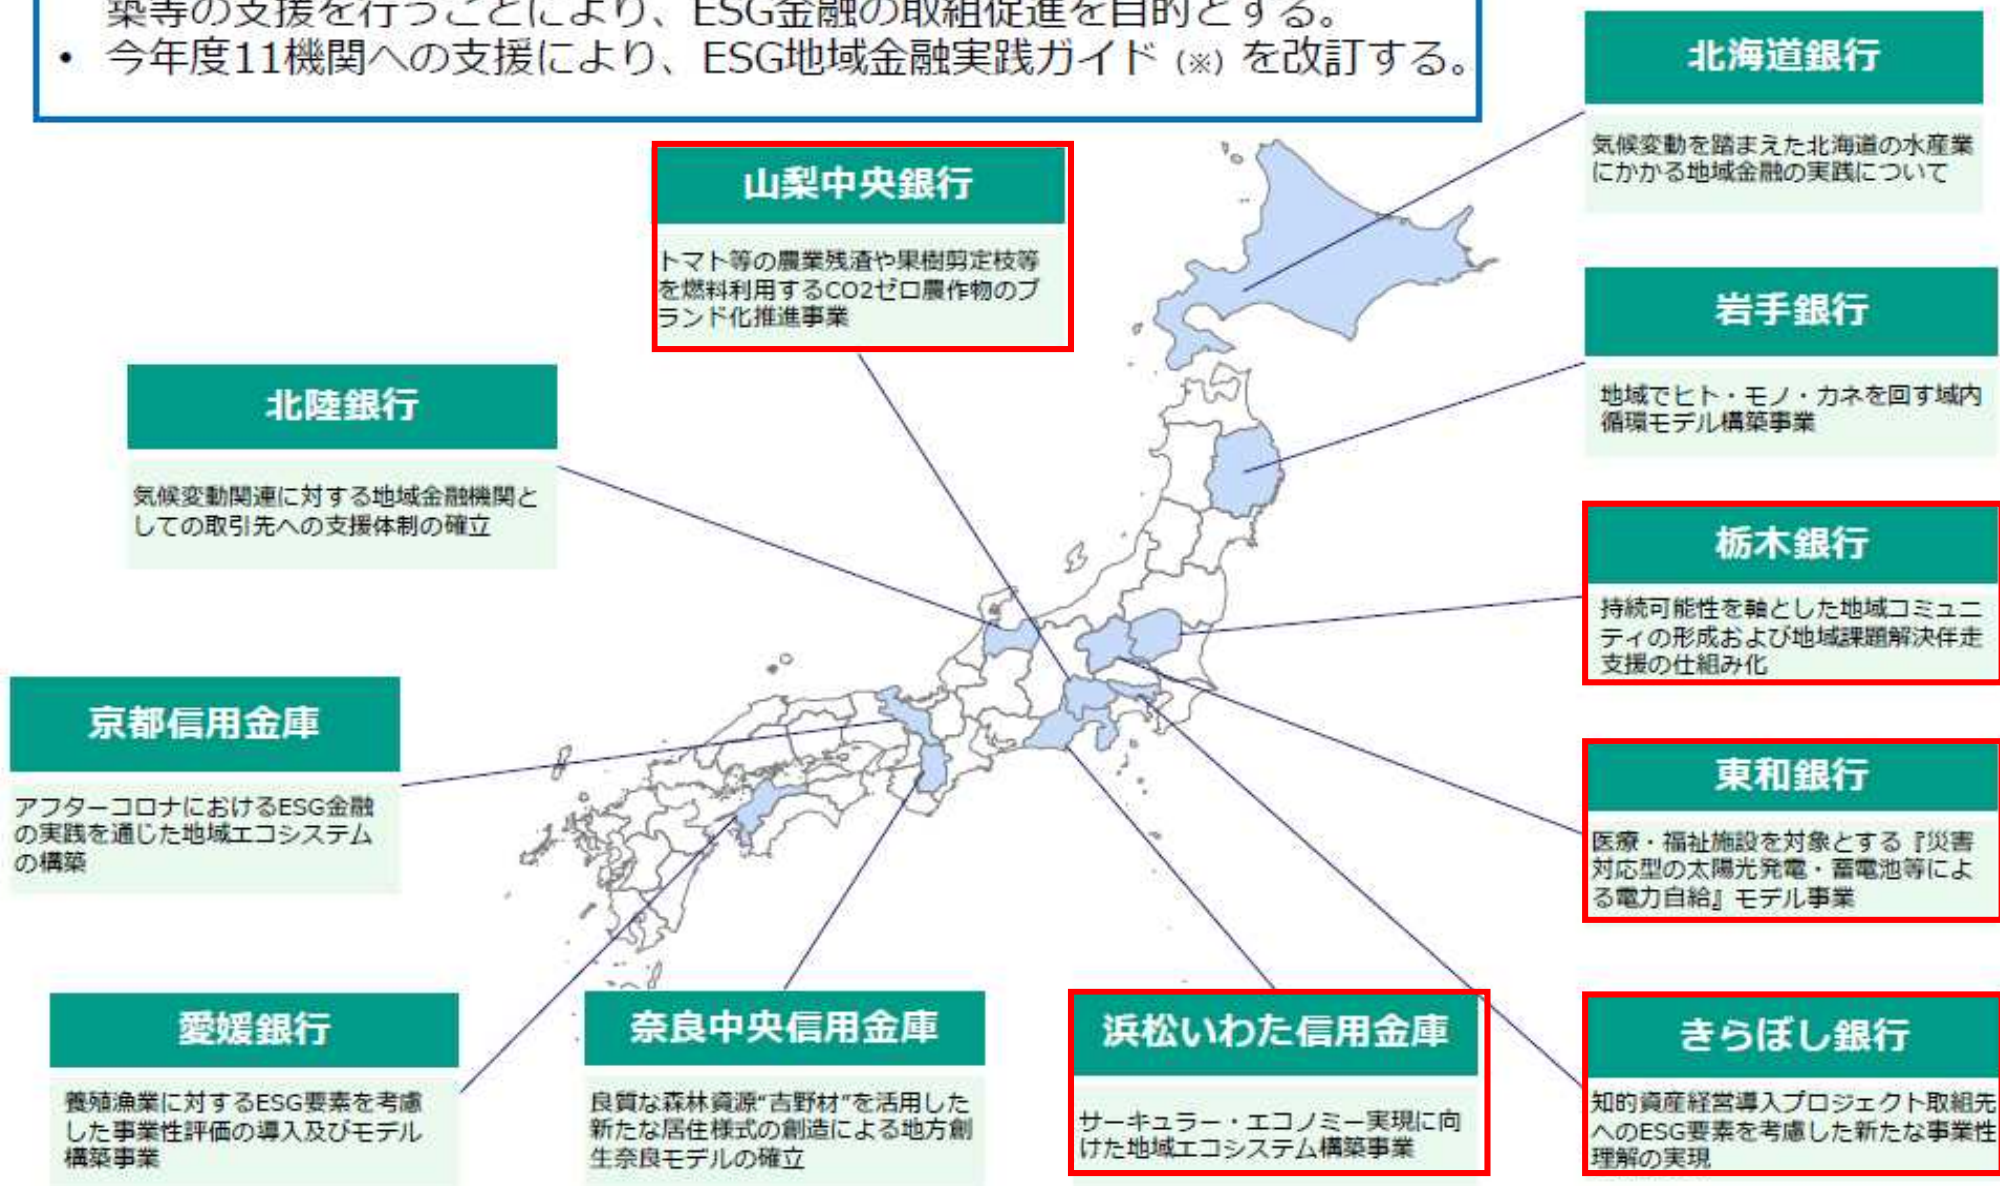 築等の支援を行うことにより、ESG金融の取組促進を目的とする。
• 今年度11機関への支援により、ESG地域金融実践ガイド(※)を改訂する。
北海道銀行
気候変動を踏まえた北海道の水産業
にかかる地域金融の実践について
山梨中央銀行
トマト等の農業残渣や果樹剪定枝等
を燃料利用するCO2ゼロ農作物のブ
ランド化推進事業
岩手銀行
地域でヒト・モノ・カネを回す域内
循環モデル構築事業
北陸銀行
気候変動関連に対する地域金融機関と
しての取引先への支援体制の確立
栃木銀行
持続可能性を軸とした地域コミュニ
ティの形成および地域課題解決伴走
支援の仕組み化
京都信用金庫
アフターコロナにおけるESG金融
の実践を通じた地域エコシステム
の構築
東和銀行
医療・福祉施設を対象とする『災害
対応型の太陽光発電・蓄電池等によ
る電力自給』モデル事業
愛媛銀行
養殖漁業に対するESG要素を考慮
した事業性評価の導入及びモデル
構築事業
奈良中央信用金庫
良質な森林資源“吉野材”を活用した
新たな居住様式の創造による地方創
生奈良モデルの確立
浜松いわた信用金庫
サーキュラー・エコノミー実現に向
けた地域エコシステム構築事業
きらぼし銀行
知的資産経営導入プロジェクト取組先
へのESG要素を考慮した新たな事業性
理解の実現